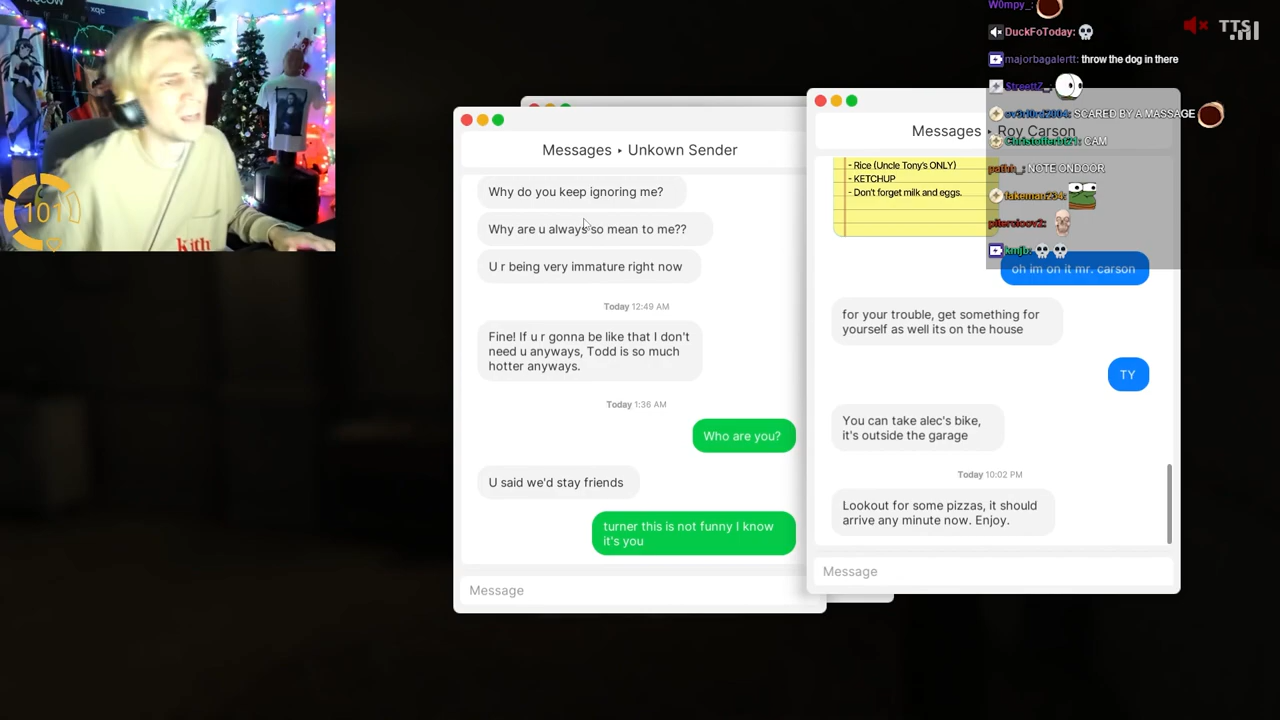 xqc
101
Kith
Messages ▸ Unkown Sender
Why do you keep ignoring me?
Why are u always so mean to me??
U r being very immature right now
Today 12:49 AM
Fine! If u r gonna be like that I don't
need u anyways, Todd is so much
hotter anyways.
Today 1:36 AM
Who are you?
U said we'd stay friends
turner this is not funny I know
it's you
Message
Messages ▸ Roy Carson
- Rice (Uncle Tony's ONLY)
- KETCHUP
- Don't forget milk and eggs.
oh im on it mr. carson
for your trouble, get something for
yourself as well its on the house
TY
You can take alec's bike,
it's outside the garage
Today 10:02 PM
Lookout for some pizzas, it should
arrive any minute now. Enjoy.
Message
W0mpy_:
DuckFoToday:
majorbagalertt: throw the dog in there
SCARED BY A MASSAGE
CAM
NOTE ONDOOR
fakeman234:
kmjb:
TTS